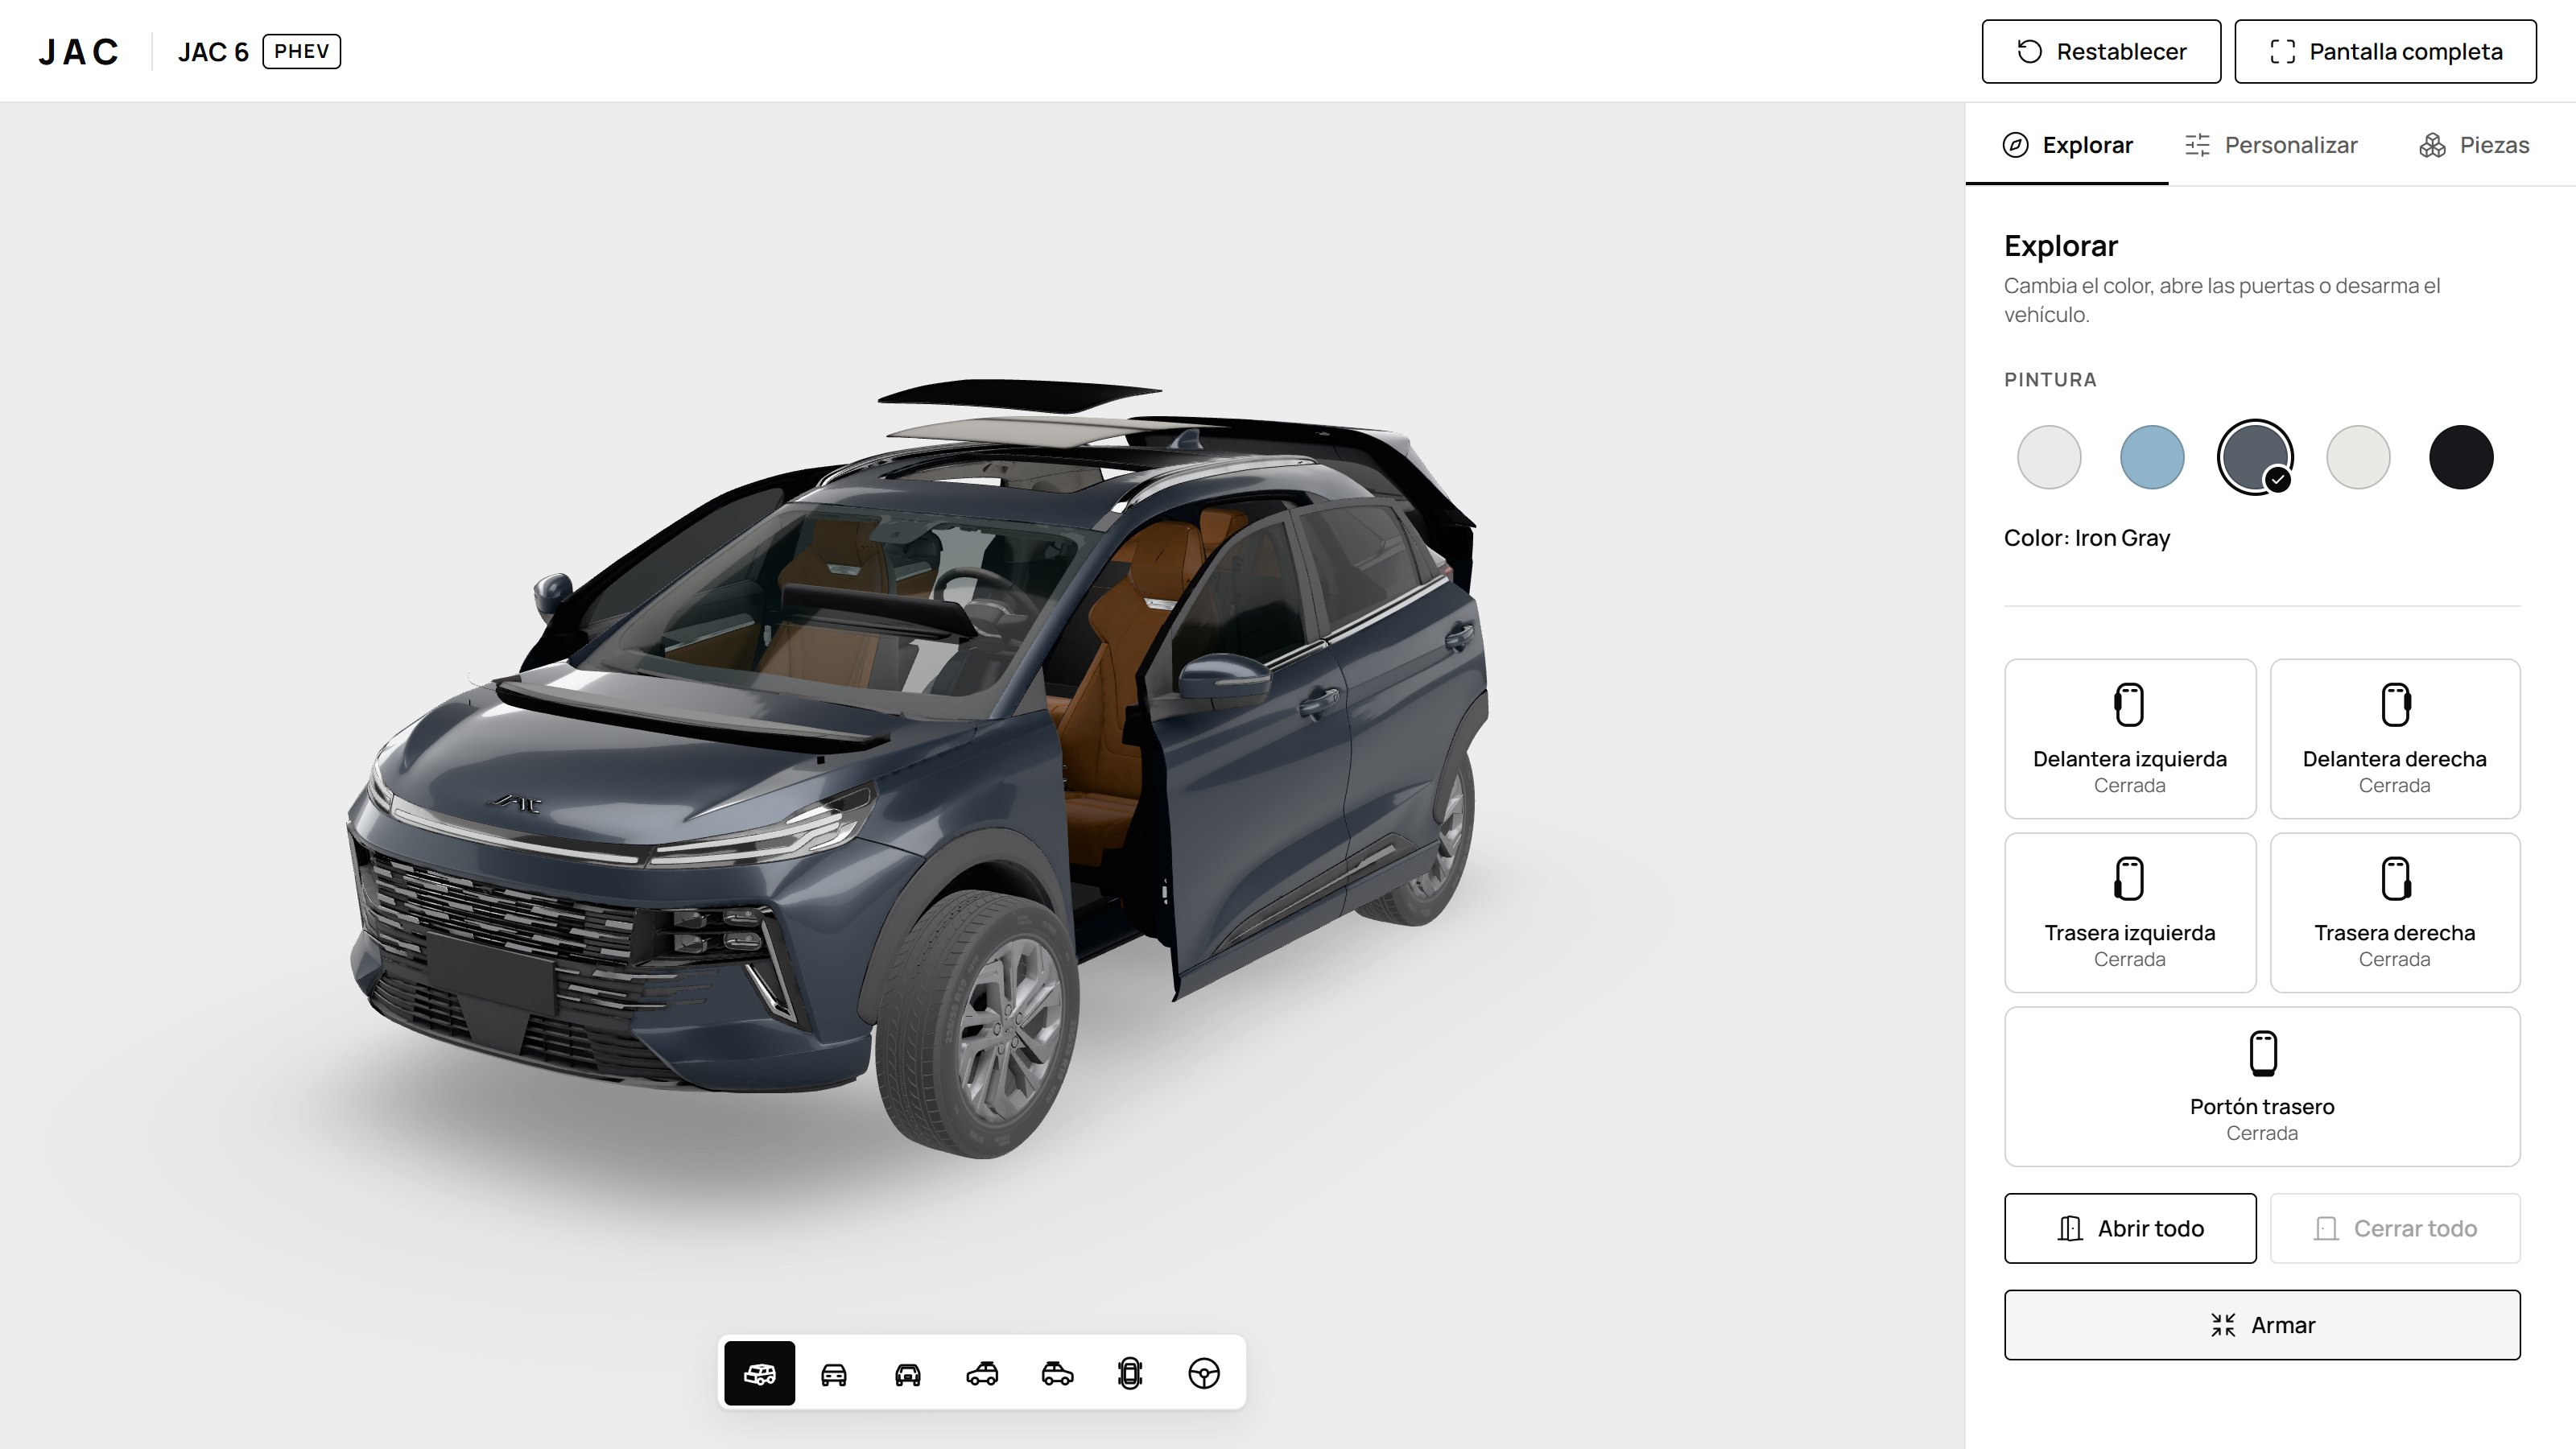 JAC
JAC 6 PHEV
Restablecer
Pantalla completa
Explorar
Personalizar
Piezas
Explorar
Cambia el color, abre las puertas o desarma el
vehículo.
PINTURA
Color: Iron Gray
Delantera izquierda
Cerrada
Delantera derecha
Cerrada
Trasera izquierda
Cerrada
Trasera derecha
Cerrada
Portón trasero
Cerrada
Abrir todo
Cerrar todo
Armar
JAC